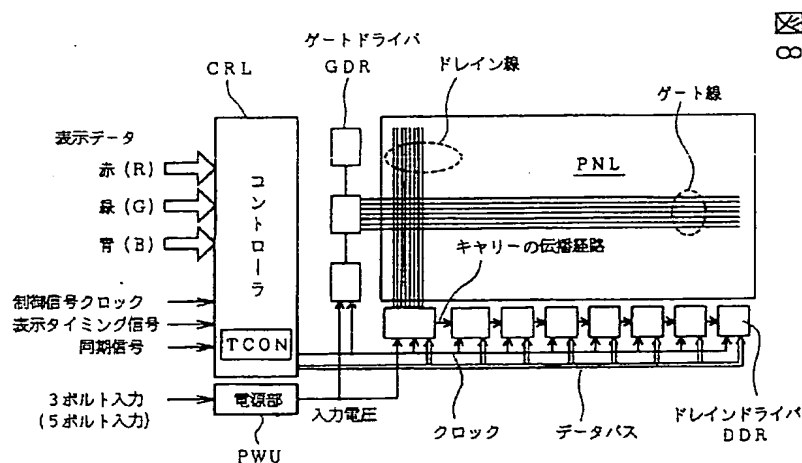 図8
ゲートドライバ
GDR
CRL
ドレイン線
ゲート線
表示データ
赤(R)
緑(G)
青(B)
コントローラ
PNL
キャリーの伝播経路
制御信号クロック
表示タイミング信号
同期信号
TCON
3ボルト入力
(5ボルト入力)
電源部
入力電圧
クロック
データバス
ドレインドライバ
DDR
PWU